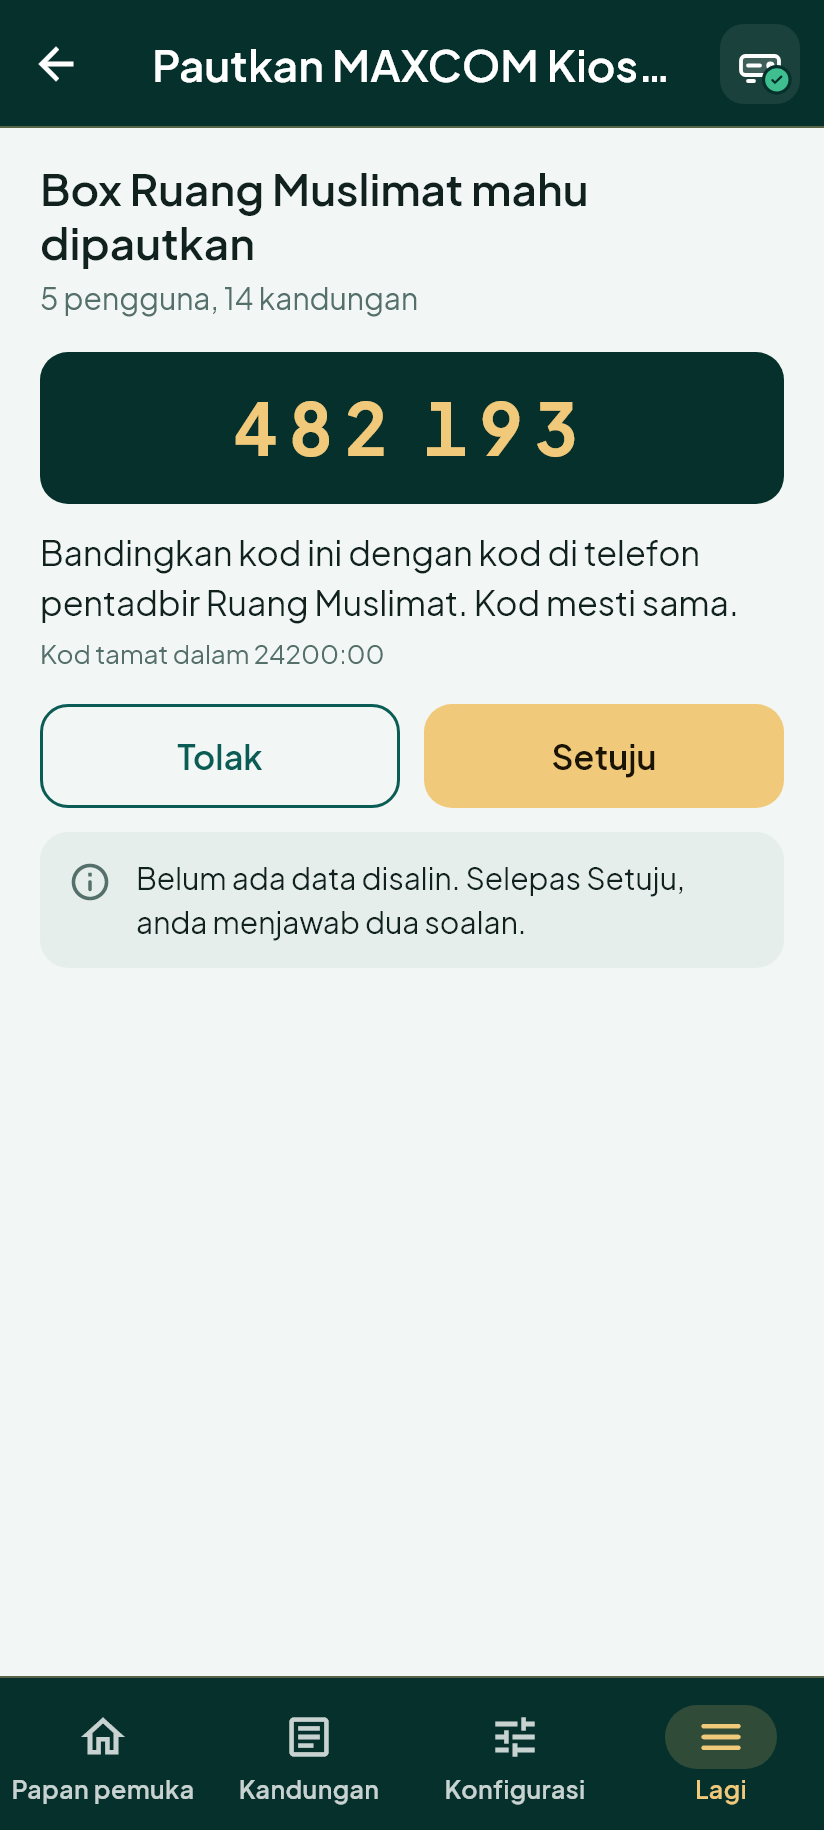 Pautkan MAXCOM Kios...
Box Ruang Muslimat mahu
dipautkan
5 pengguna, 14 kandungan
482 193
Bandingkan kod ini dengan kod di telefon
pentadbir Ruang Muslimat. Kod mesti sama.
Kod tamat dalam 24200:00
Tolak
Setuju
Belum ada data disalin. Selepas Setuju,
anda menjawab dua soalan.
Papan pemuka
Kandungan
Konfigurasi
Lagi